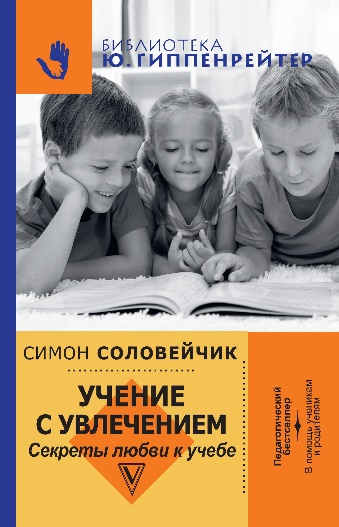 БИБЛИОТЕКА
Ю. ГИППЕНРЕЙТЕР
СИМОН СОЛОВЕЙЧИК
УЧЕНИЕ
С УВЛЕЧЕНИЕМ
Секреты любви к учебе
Педагогический
бестселлер
В помощь ученикам
и родителям